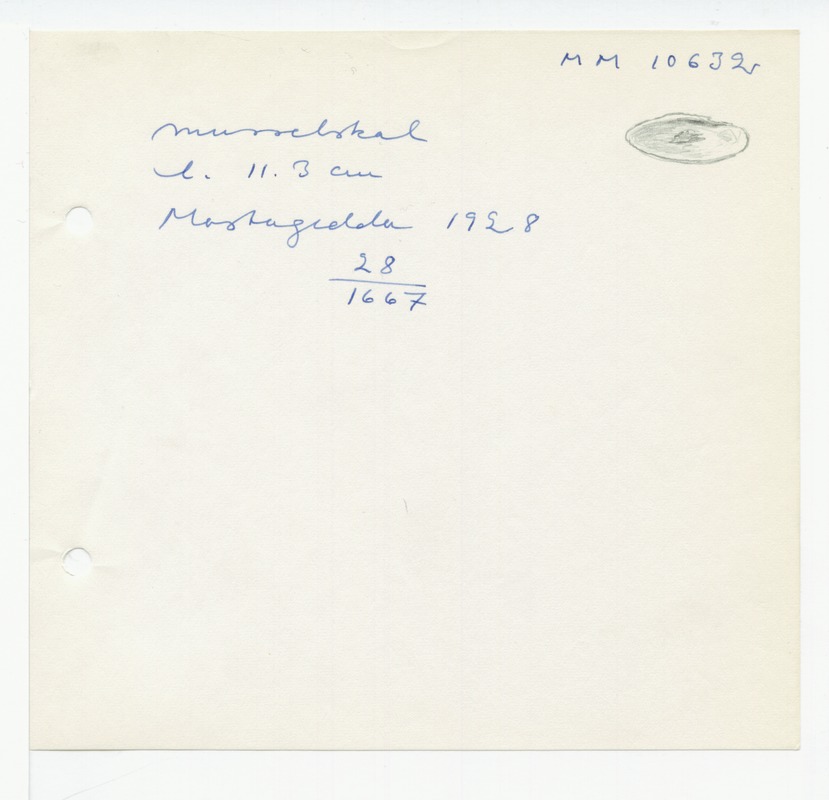 MM 10632
musselskal
l. 11.3 cm
Mostagedda 1928
28
1667